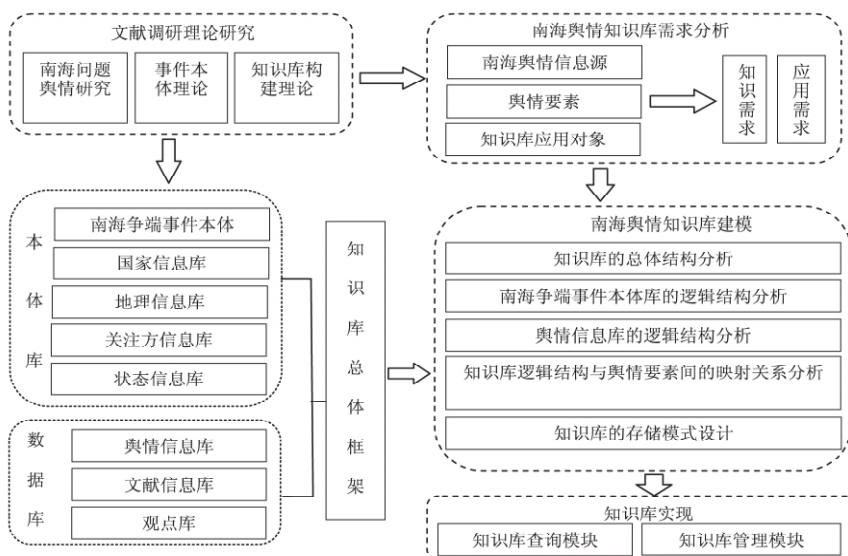 文献调研理论研究
南海问题
舆情研究
事件本
体理论
知识库构
建理论
南海舆情知识库需求分析
南海舆情信息源
舆情要素
知识库应用对象
知识需求
应用需求
本体库
南海争端事件本体
国家信息库
地理信息库
关注方信息库
状态信息库
数据库
舆情信息库
文献信息库
观点库
知识库总体框架
南海舆情知识库建模
知识库的总体结构分析
南海争端事件本体库的逻辑结构分析
舆情信息库的逻辑结构分析
知识库逻辑结构与舆情要素间的映射关系分析
知识库的存储模式设计
知识库实现
知识库查询模块
知识库管理模块